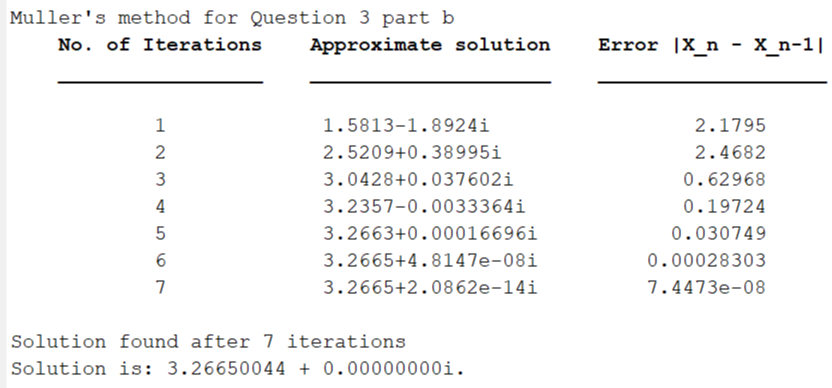 Muller's method for Question 3 part b
No. of Iterations Approximate solution Error |X_n - X_n-1|
1 1.5813-1.8924i 2.1795
2 2.5209+0.38995i 2.4682
3 3.0428+0.037602i 0.62968
4 3.2357-0.0033364i 0.19724
5 3.2663+0.00016696i 0.030749
6 3.2665+4.8147e-08i 0.00028303
7 3.2665+2.0862e-14i 7.4473e-08
Solution found after 7 iterations
Solution is: 3.26650044 + 0.00000000i.